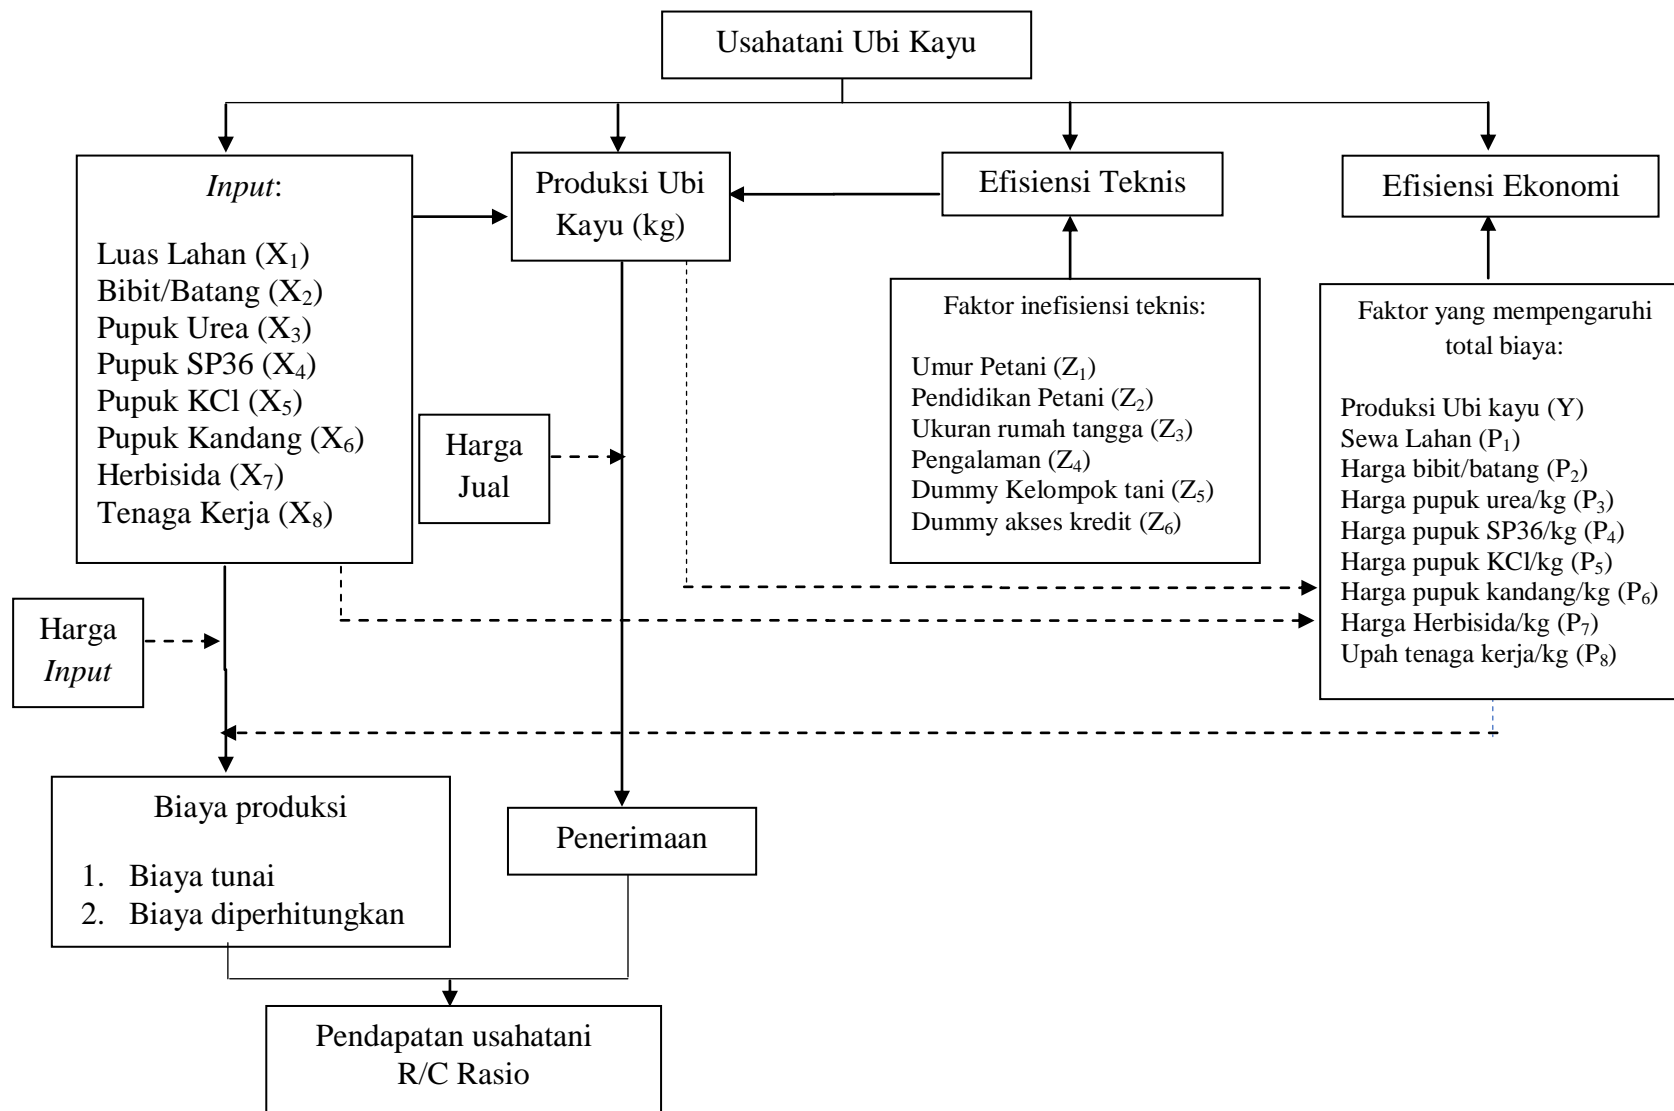 Usahatani Ubi Kayu
Input:
Luas Lahan (X₁)
Bibit/Batang (X₂)
Pupuk Urea (X₃)
Pupuk SP36 (X₄)
Pupuk KCl (X₅)
Pupuk Kandang (X₆)
Herbisida (X₇)
Tenaga Kerja (X₈)
Produksi Ubi
Kayu (kg)
Efisiensi Teknis
Efisiensi Ekonomi
Faktor inefisiensi teknis:
Umur Petani (Z₁)
Pendidikan Petani (Z₂)
Ukuran rumah tangga (Z₃)
Pengalaman (Z₄)
Dummy Kelompok tani (Z₅)
Dummy akses kredit (Z₆)
Faktor yang mempengaruhi
total biaya:
Produksi Ubi kayu (Y)
Sewa Lahan (P₁)
Harga bibit/batang (P₂)
Harga pupuk urea/kg (P₃)
Harga pupuk SP36/kg (P₄)
Harga pupuk KCl/kg (P₅)
Harga pupuk kandang/kg (P₆)
Harga Herbisida/kg (P₇)
Upah tenaga kerja/kg (P₈)
Harga
Jual
Harga
Input
Biaya produksi
1. Biaya tunai
2. Biaya diperhitungkan
Penerimaan
Pendapatan usahatani
R/C Rasio